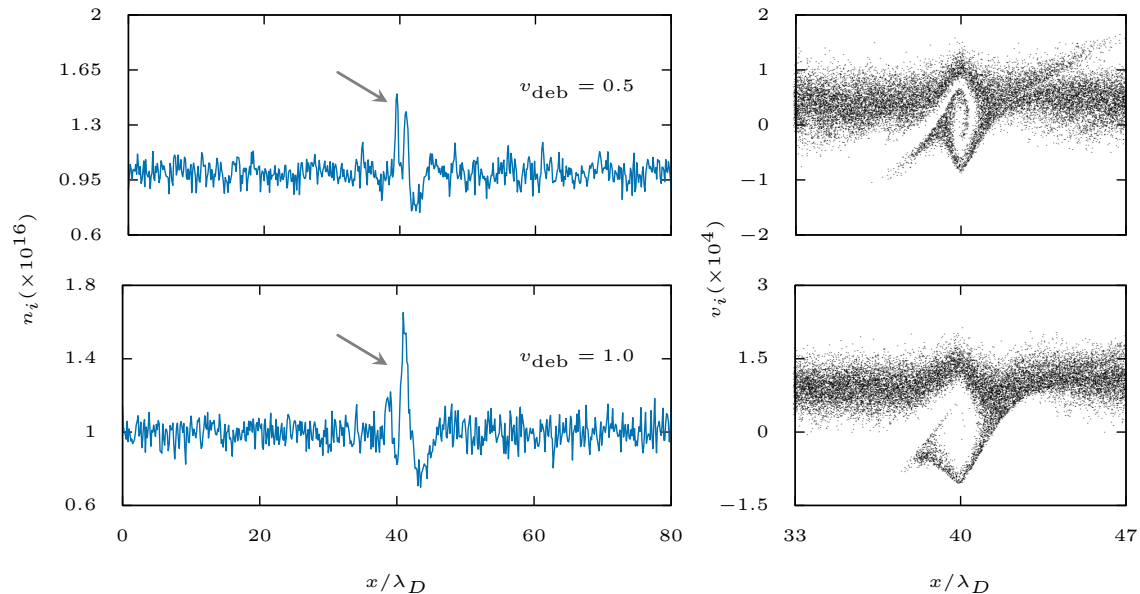 2
1.65
1.3
0.95
0.6
v_deb = 0.5
2
1
0
−1
−2
n_i(×10^16)
v_i(×10^4)
1.8
1.4
1
0.6
v_deb = 1.0
0 20 40 60 80
x/λ_D
3
1.5
0
−1.5
33 40 47
x/λ_D